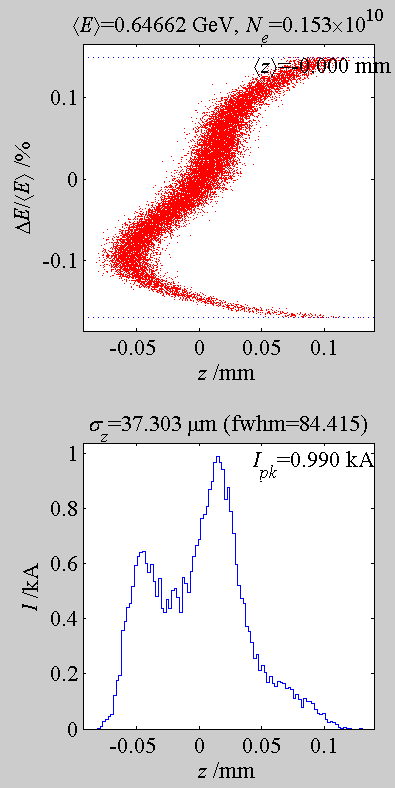 ⟨E⟩=0.64662 GeV, N_e=0.153×10^10
⟨z⟩=-0.000 mm
0.1
0
-0.1
ΔE/⟨E⟩ /%
-0.05 0 0.05 0.1
z /mm
σ_z=37.303 μm (fwhm=84.415)
I_pk=0.990 kA
1
0.8
0.6
0.4
0.2
0
I /kA
-0.05 0 0.05 0.1
z /mm